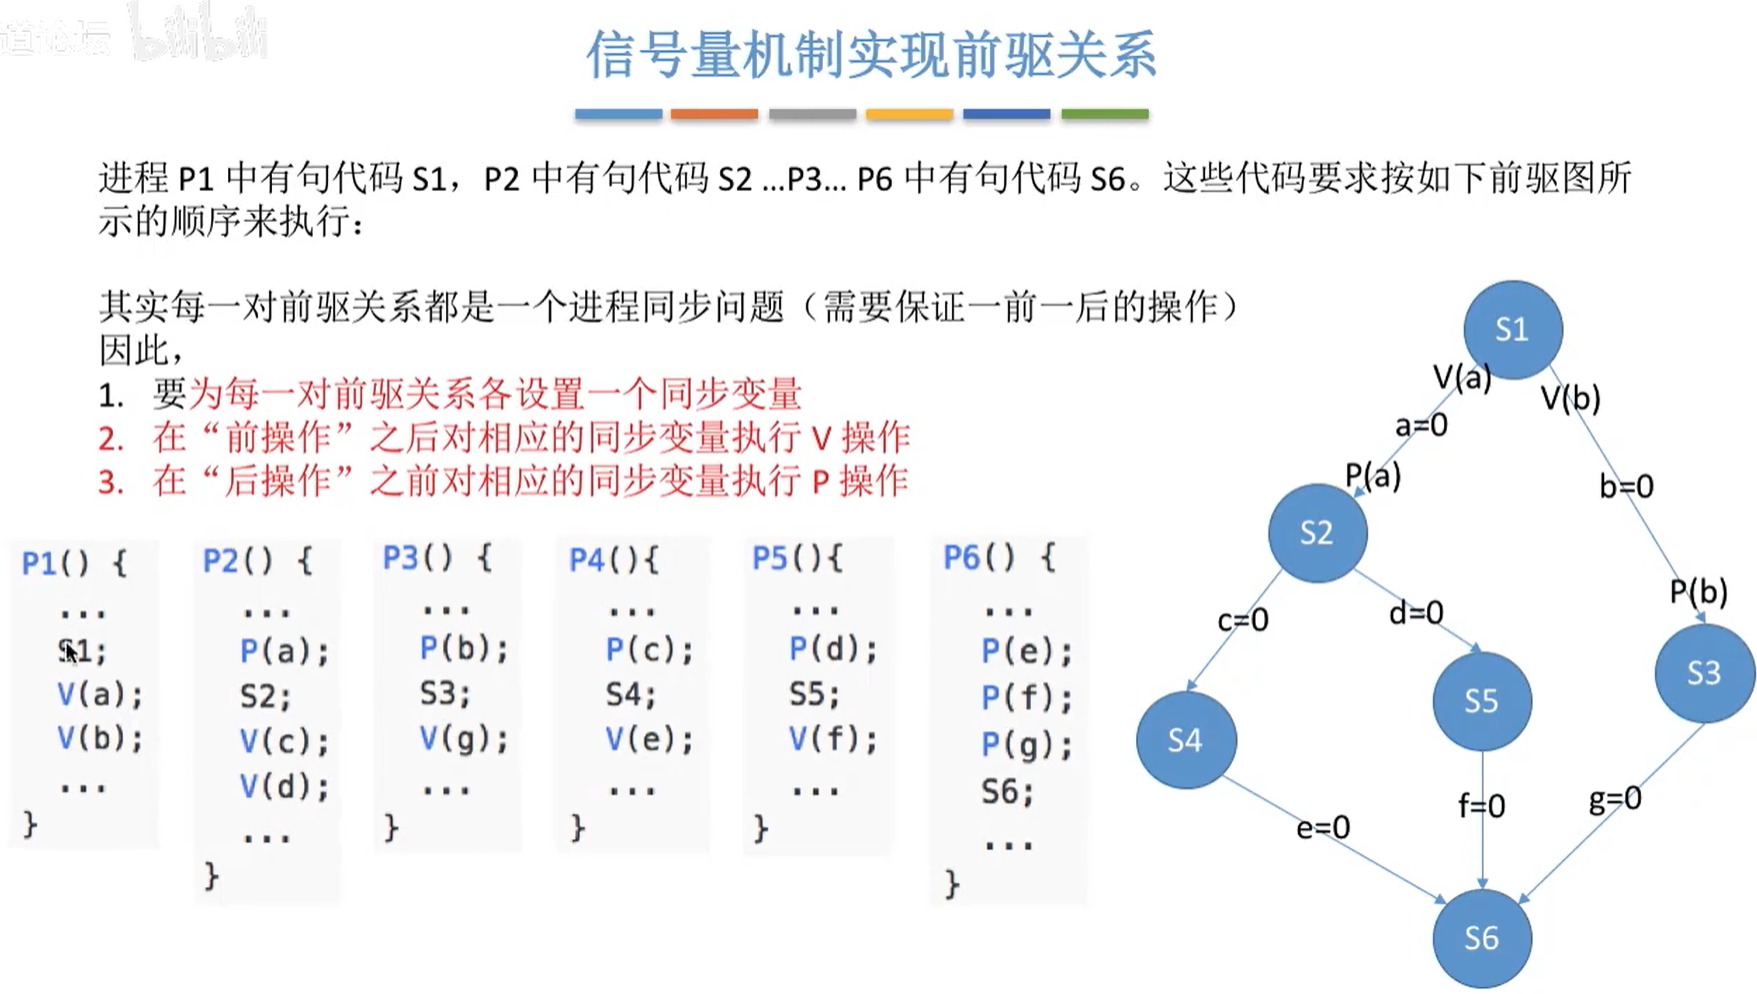 道论坛 bilibili
信号量机制实现前驱关系
进程 P1 中有句代码 S1，P2 中有句代码 S2 ...P3... P6 中有句代码 S6。这些代码要求按如下前驱图所
示的顺序来执行：
其实每一对前驱关系都是一个进程同步问题（需要保证一前一后的操作）
因此，
1. 要为每一对前驱关系各设置一个同步变量
2. 在“前操作”之后对相应的同步变量执行 V 操作
3. 在“后操作”之前对相应的同步变量执行 P 操作
P1() {
...
S1;
V(a);
V(b);
...
}
P2() {
...
P(a);
S2;
V(c);
V(d);
...
}
P3() {
...
P(b);
S3;
V(g);
...
}
P4(){
...
P(c);
S4;
V(e);
...
}
P5(){
...
P(d);
S5;
V(f);
...
}
P6() {
...
P(e);
P(f);
P(g);
S6;
...
}
S1
V(a)
V(b)
a=0
P(a)
b=0
S2
P(b)
c=0
d=0
S3
S5
S4
f=0
g=0
e=0
S6